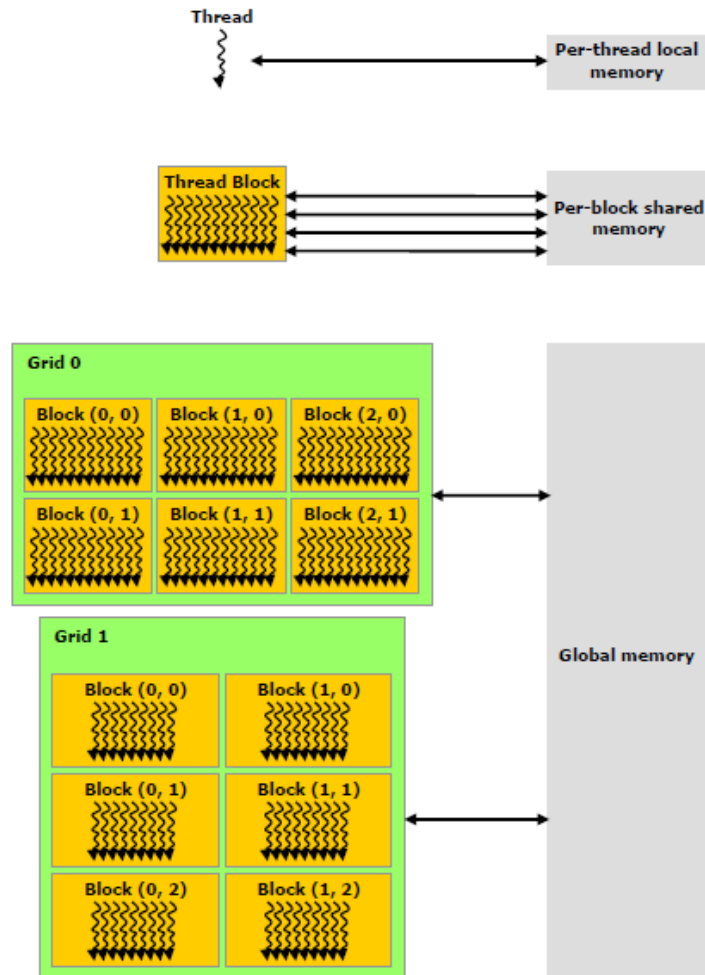 Thread
Per-thread local
memory
Thread Block
Per-block shared
memory
Grid 0
Block (0, 0) Block (1, 0) Block (2, 0)
Block (0, 1) Block (1, 1) Block (2, 1)
Grid 1
Global memory
Block (0, 0) Block (1, 0)
Block (0, 1) Block (1, 1)
Block (0, 2) Block (1, 2)